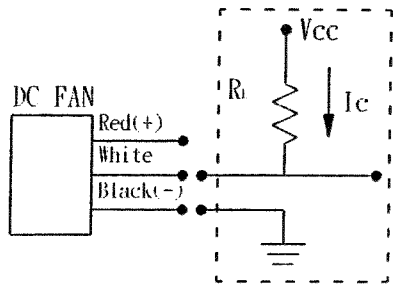 Vcc
DC FAN
RL
Ic
Red(+)
White
Black(-)